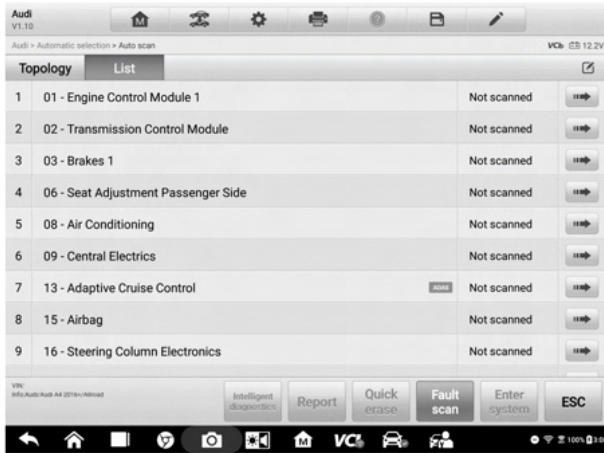 Audi
V1.10
Audi > Automatic selection > Auto scan
VCI 12.2V
Topology List
1 01 - Engine Control Module 1 Not scanned
2 02 - Transmission Control Module Not scanned
3 03 - Brakes 1 Not scanned
4 06 - Seat Adjustment Passenger Side Not scanned
5 08 - Air Conditioning Not scanned
6 09 - Central Electrics Not scanned
7 13 - Adaptive Cruise Control ADAS Not scanned
8 15 - Airbag Not scanned
9 16 - Steering Column Electronics Not scanned
VIN:
Info:Audi/Audi A4 2016>/Allroad
Intelligent diagnostics
Report
Quick erase
Fault scan
Enter system
ESC
VCI
100%